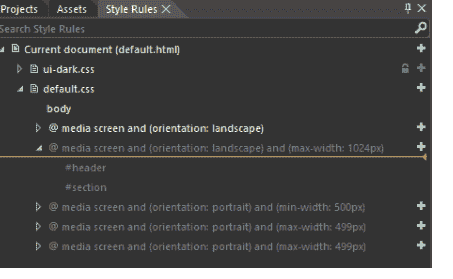 Projects Assets Style Rules
Search Style Rules
Current document (default.html)
ui-dark.css
default.css
body
@ media screen and (orientation: landscape)
@ media screen and (orientation: landscape) and (max-width: 1024px)
#header
#section
@ media screen and (orientation: portrait) and (min-width: 500px)
@ media screen and (orientation: portrait) and (max-width: 499px)
@ media screen and (orientation: portrait) and (max-width: 499px)